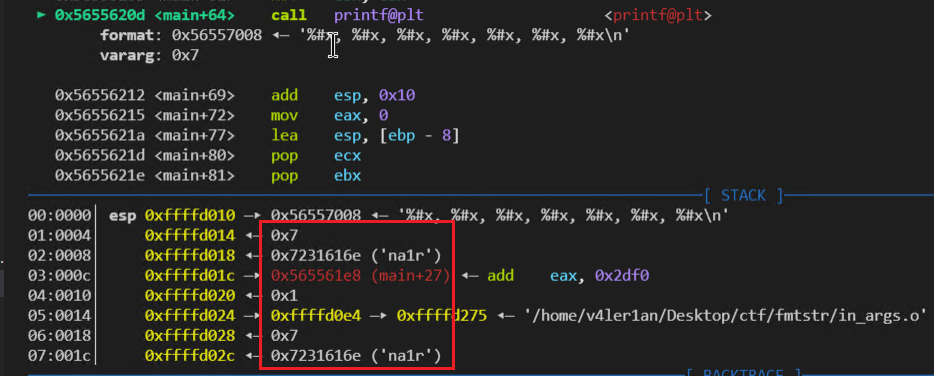 ► 0x5655620d <main+64> call printf@plt <printf@plt>
format: 0x56557008 ◂— '%#x, %#x, %#x, %#x, %#x, %#x, %#x\n'
vararg: 0x7
0x56556212 <main+69> add esp, 0x10
0x56556215 <main+72> mov eax, 0
0x5655621a <main+77> lea esp, [ebp - 8]
0x5655621d <main+80> pop ecx
0x5655621e <main+81> pop ebx
[ STACK ]
00:0000│ esp 0xffffd010 —▸ 0x56557008 ◂— '%#x, %#x, %#x, %#x, %#x, %#x, %#x\n'
01:0004│ 0xffffd014 ◂— 0x7
02:0008│ 0xffffd018 ◂— 0x7231616e ('na1r')
03:000c│ 0xffffd01c —▸ 0x565561e8 (main+27) ◂— add eax, 0x2df0
04:0010│ 0xffffd020 ◂— 0x1
05:0014│ 0xffffd024 —▸ 0xffffd0e4 —▸ 0xffffd275 ◂— '/home/v4ler1an/Desktop/ctf/fmtstr/in_args.o'
06:0018│ 0xffffd028 ◂— 0x7
07:001c│ 0xffffd02c ◂— 0x7231616e ('na1r')
[ BACKTRACE ]